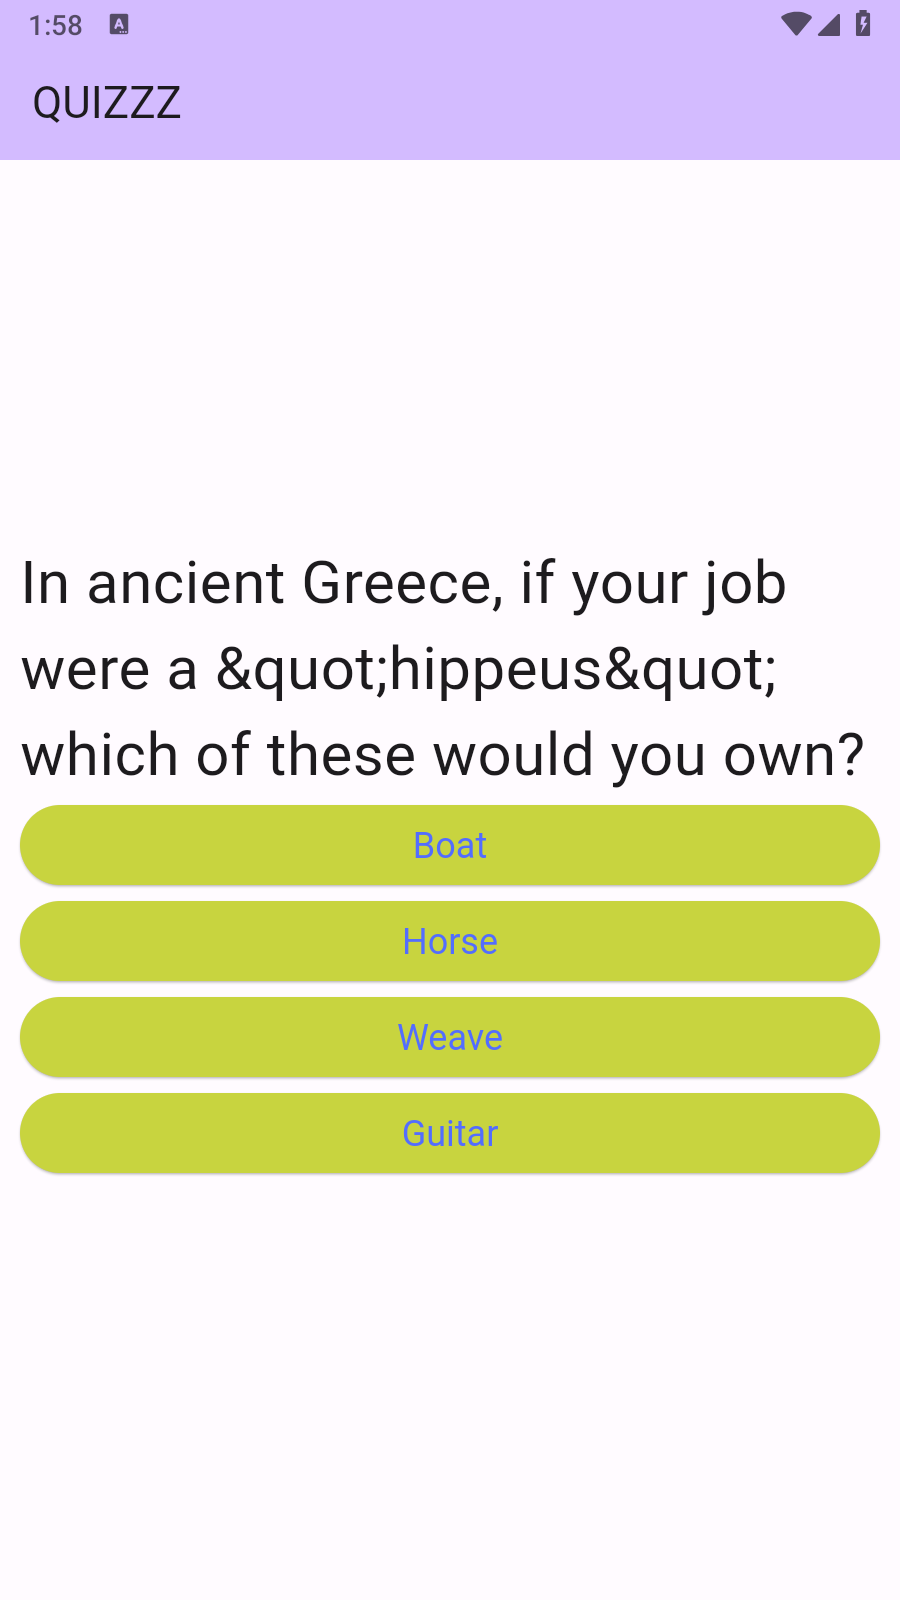 1:58
QUIZZZ
In ancient Greece, if your job
were a &quot;hippeus&quot;
which of these would you own?
Boat
Horse
Weave
Guitar